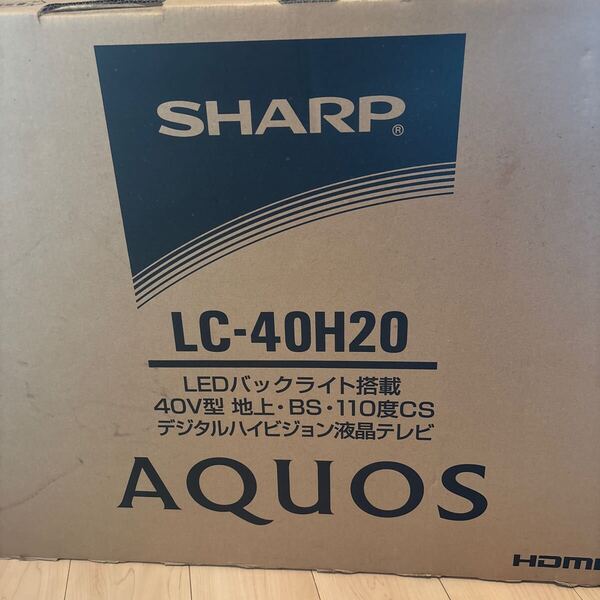 SHARP®
LC-40H20
LEDバックライト搭載
40V型 地上・BS・110度CS
デジタルハイビジョン液晶テレビ
AQUOS
HDMI